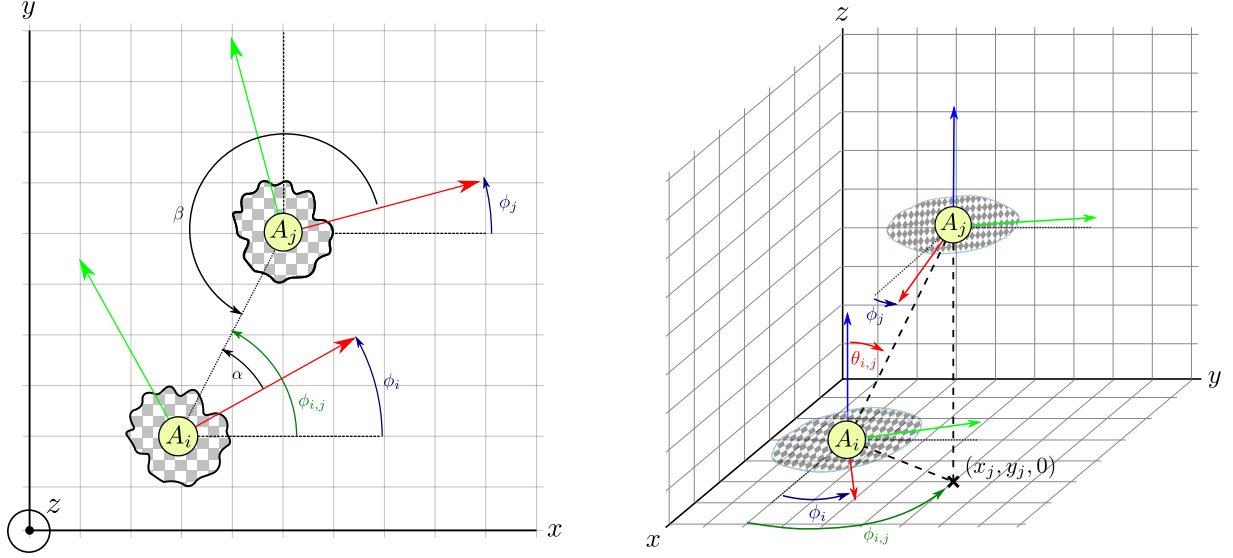 y
A_j
ϕ_j
β
α
ϕ_i
ϕ_{i,j}
A_i
z
x
z
A_j
ϕ_j
θ_{i,j}
y
A_i
(x_j, y_j, 0)
ϕ_i
ϕ_{i,j}
x